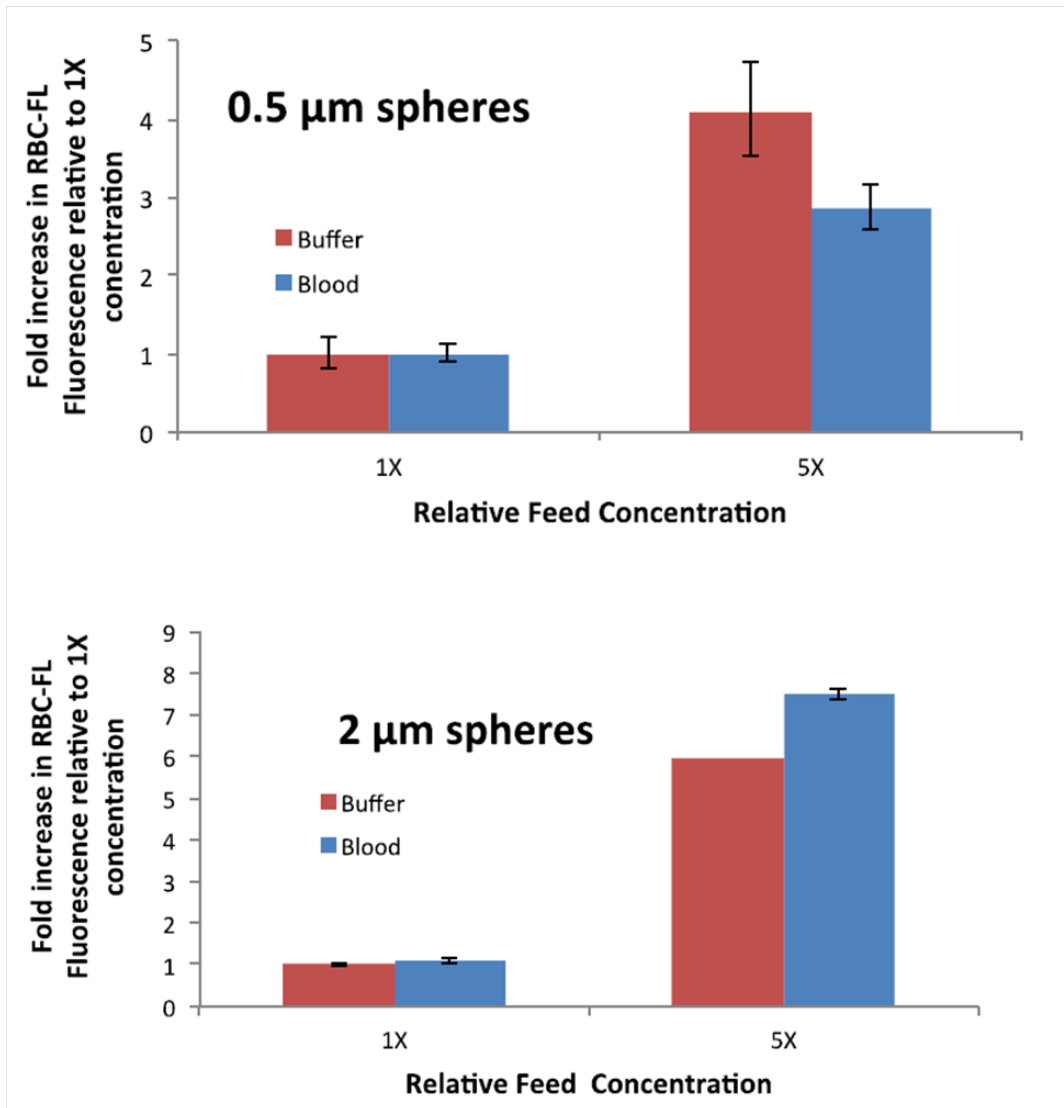 Fold increase in RBC-FL
Fluorescence relative to 1X
conentration
5
4
3
2
1
0
0.5 µm spheres
Buffer
Blood
1X
5X
Relative Feed Concentration
Fold increase in RBC-FL
Fluorescence relative to 1X
concentration
9
8
7
6
5
4
3
2
1
0
2 µm spheres
Buffer
Blood
1X
5X
Relative Feed Concentration